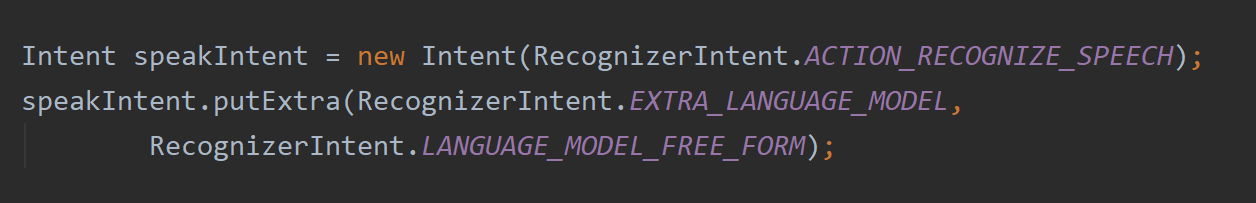 Intent speakIntent = new Intent(RecognizerIntent.ACTION_RECOGNIZE_SPEECH);
speakIntent.putExtra(RecognizerIntent.EXTRA_LANGUAGE_MODEL,
RecognizerIntent.LANGUAGE_MODEL_FREE_FORM);